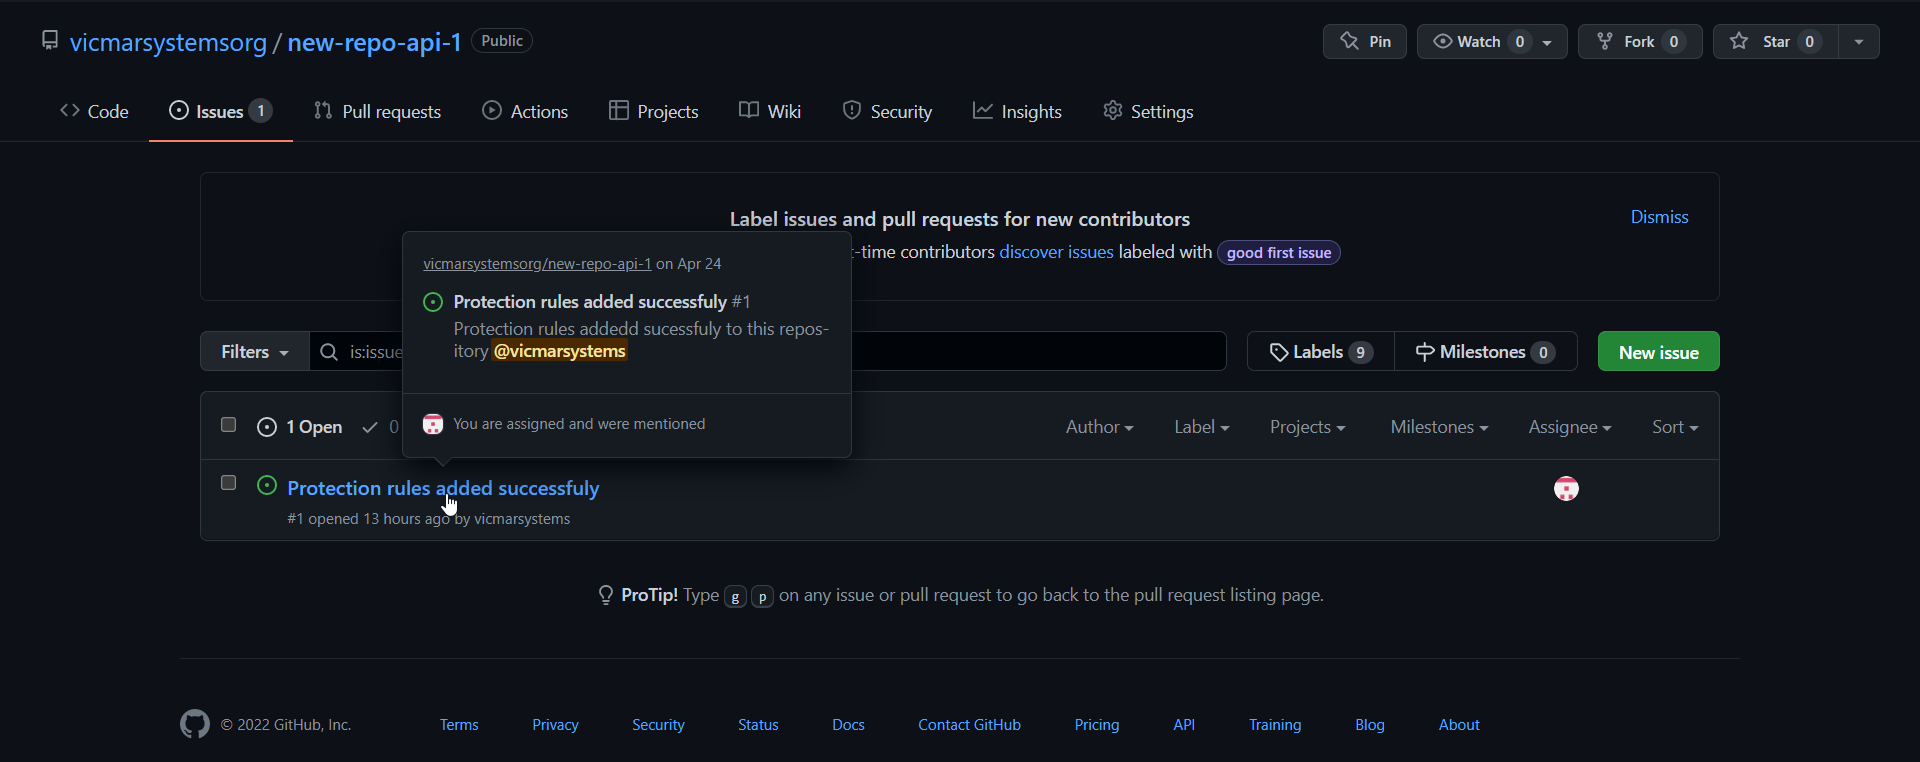 vicmarsystemsorg / new-repo-api-1 Public
Pin Watch 0 Fork 0 Star 0
Code Issues 1 Pull requests Actions Projects Wiki Security Insights Settings
Label issues and pull requests for new contributors
Dismiss
-time contributors discover issues labeled with good first issue
vicmarsystemsorg/new-repo-api-1 on Apr 24
Protection rules added successfuly #1
Protection rules addedd sucessfuly to this repos-
itory @vicmarsystems
You are assigned and were mentioned
Filters is:issue Labels 9 Milestones 0 New issue
1 Open 0 Author Label Projects Milestones Assignee Sort
Protection rules added successfuly
#1 opened 13 hours ago by vicmarsystems
ProTip! Type g p on any issue or pull request to go back to the pull request listing page.
© 2022 GitHub, Inc. Terms Privacy Security Status Docs Contact GitHub Pricing API Training Blog About